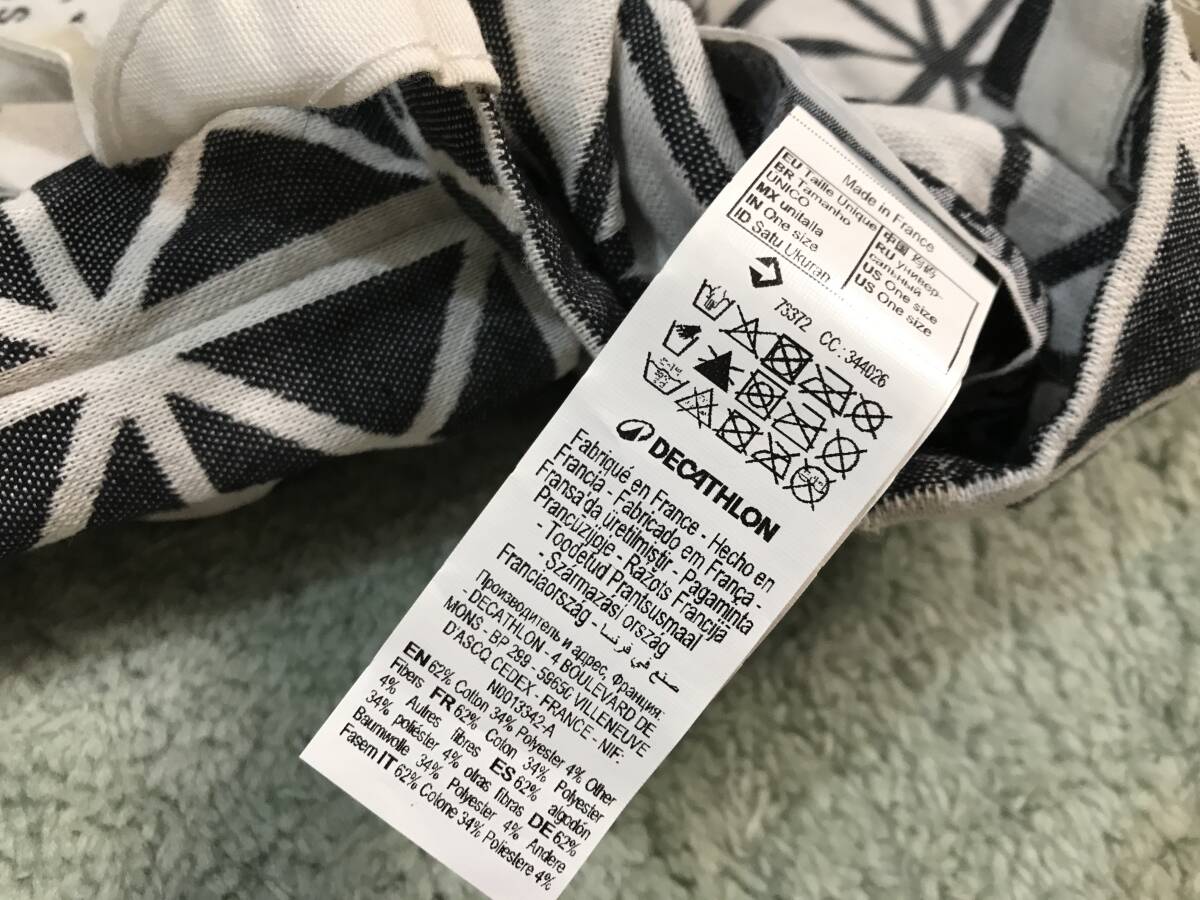 Made in France
EU Taille Unique
BR Tamanho
UNICO
MX unitalla
IN One size
ID Satu Ukuran
中国 均码
RU универ-
сальный
US One size
US One size
73372 CC: 344026
DECATHLON
Fabriqué en France - Hecho en
Francia - Fabricado em França -
Fransa'da üretilmiştir - Pagaminta
Prancūzijoje - Ražots Francijā
- Toodetud Prantsusmaal
- Származási ország
Franciaország - صنع في فرنسا
Производитель и адрес, франция:
- DECATHLON - 4 BOULEVARD DE
MONS - BP 299 - 59650 VILLENEUVE
D'ASCQ CEDEX - FRANCE - NIF:
N0013342-A
EN 62% Cotton 34% Polyester 4% Other
Fibers FR 62% Coton 34% Polyester
4% Autres fibres ES 62% algodón
34% poliéster 4% otras fibras DE 62%
Baumwolle 34% Polyester 4% Andere
Fasern IT 62% Cotone 34% Poliestere 4%